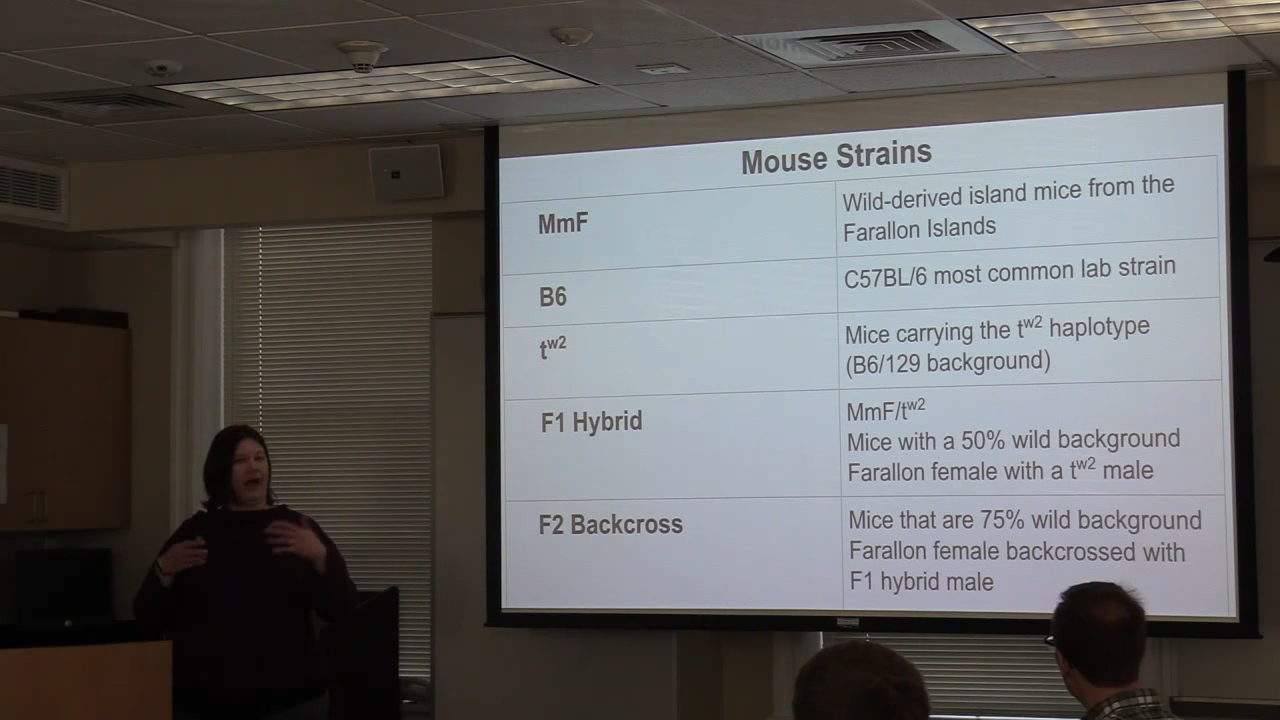 Mouse Strains
MmF
Wild-derived island mice from the
Farallon Islands
B6
C57BL/6 most common lab strain
tw2
Mice carrying the tw2 haplotype
(B6/129 background)
F1 Hybrid
MmF/tw2
Mice with a 50% wild background
Farallon female with a tw2 male
F2 Backcross
Mice that are 75% wild background
Farallon female backcrossed with
F1 hybrid male